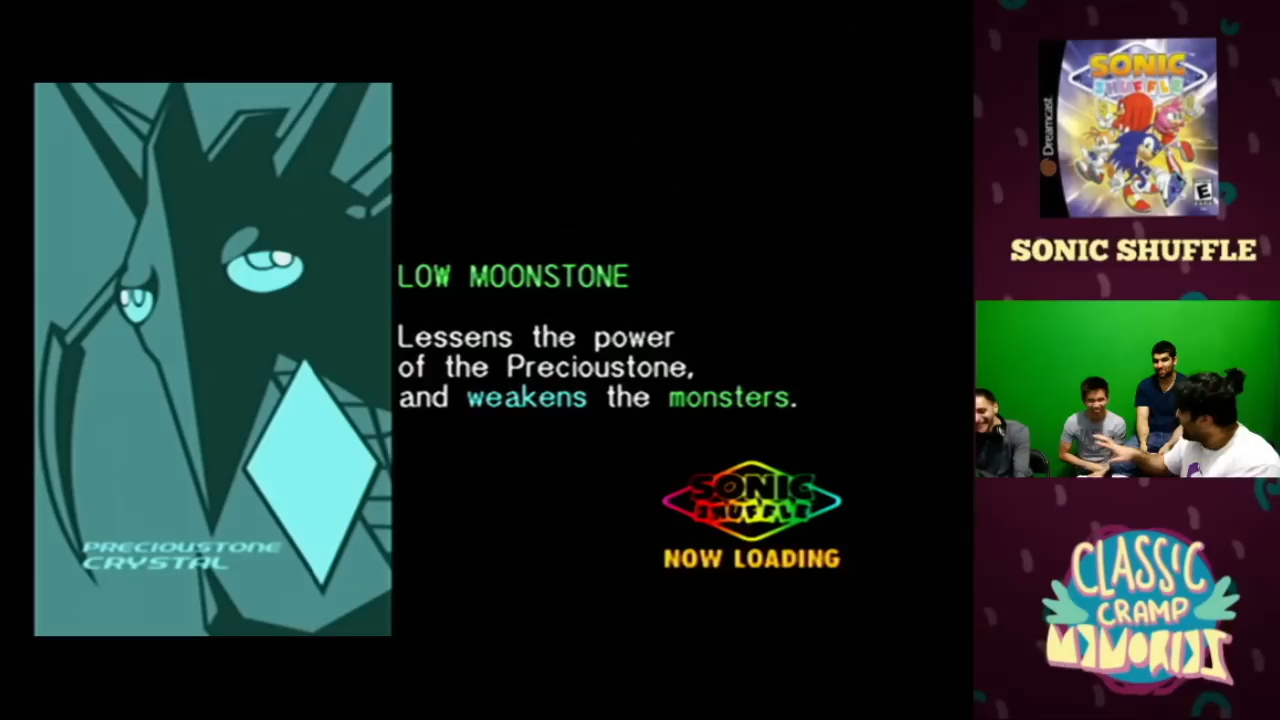 LOW MOONSTONE
Lessens the power
of the Precioustone,
and weakens the monsters.
PRECIOUSTONE
CRYSTAL
SONIC
SHUFFLE
NOW LOADING
Dreamcast
SONIC
SHUFFLE
E
SONIC SHUFFLE
CLASSIC
CRAMP
MEMORIES